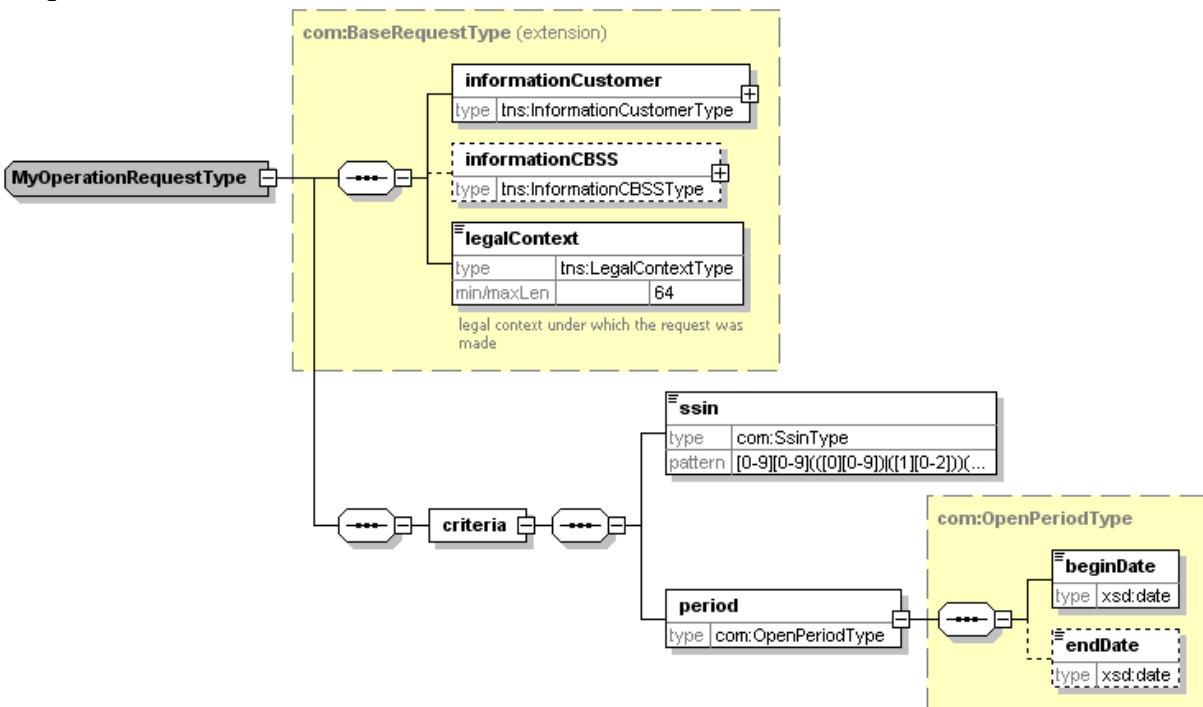 com:BaseRequestType (extension)
informationCustomer
type tns:InformationCustomerType
informationCBSS
type tns:InformationCBSSType
MyOperationRequestType
legalContext
type tns:LegalContextType
min/maxLen 64
legal context under which the request was
made
ssin
type com:SsinType
pattern [0-9][0-9](([0][0-9])|([1][0-2]))(...
criteria
com:OpenPeriodType
beginDate
type xsd:date
period
type com:OpenPeriodType
endDate
type xsd:date